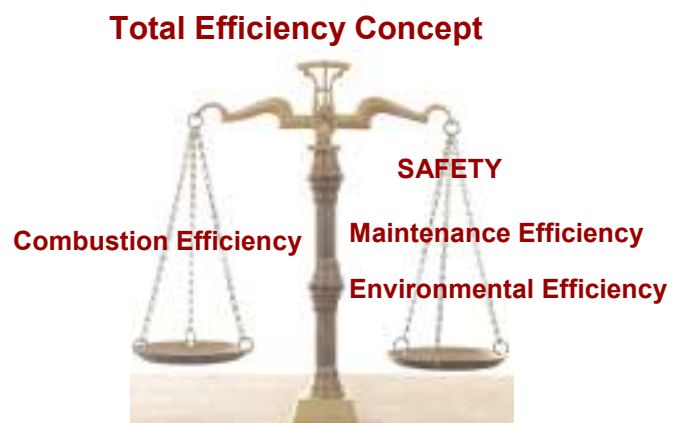 Total Efficiency Concept
SAFETY
Combustion Efficiency
Maintenance Efficiency
Environmental Efficiency